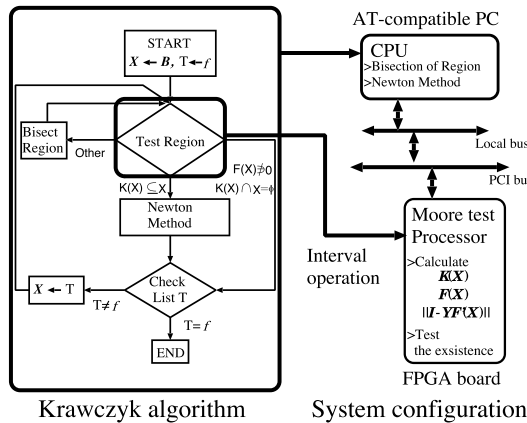 START
X ← B, T ← f
Bisect
Region
Other
Test Region
F(X)∌0
K(X) ⊆X
K(X) ∩X=ϕ
Newton
Method
Check
List T
X ← T
T≠ f
T= f
END
Krawczyk algorithm
AT-compatible PC
CPU
>Bisection of Region
>Newton Method
Local bus
PCI bu
Interval
operation
Moore test
Processor
>Calculate
K(X)
F(X)
||I-YF'(X)||
>Test
the exsistence
FPGA board
System configuration